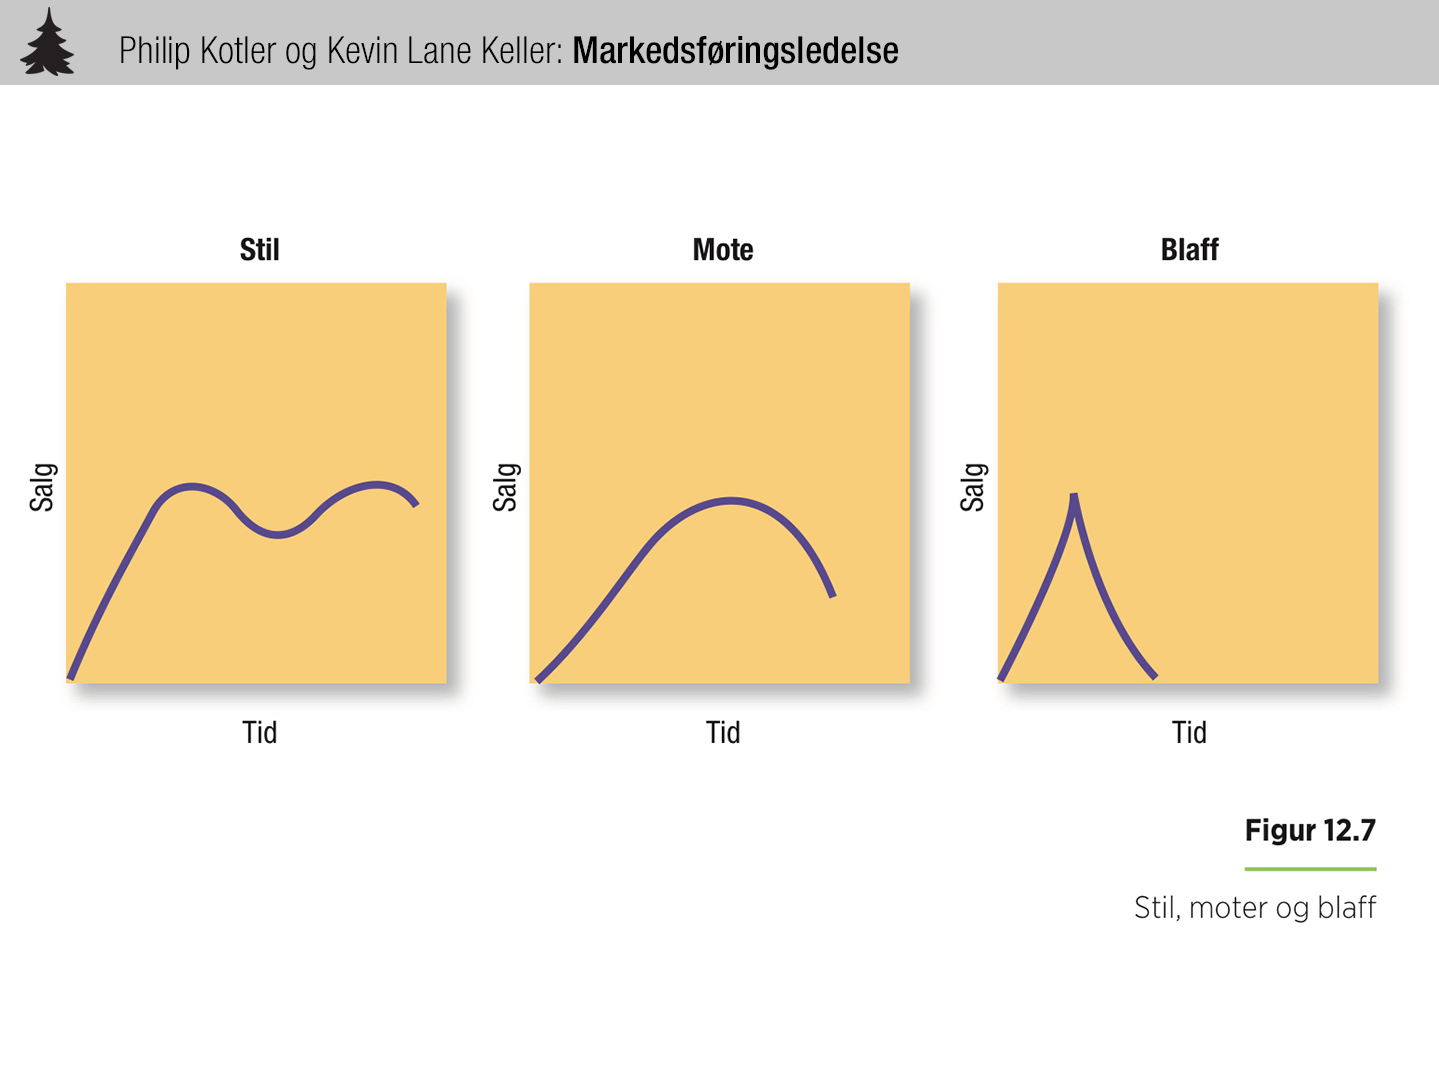 Philip Kotler og Kevin Lane Keller: Markedsføringsledelse
Stil
Mote
Blaff
Salg
Salg
Salg
Tid
Tid
Tid
Figur 12.7
Stil, moter og blaff